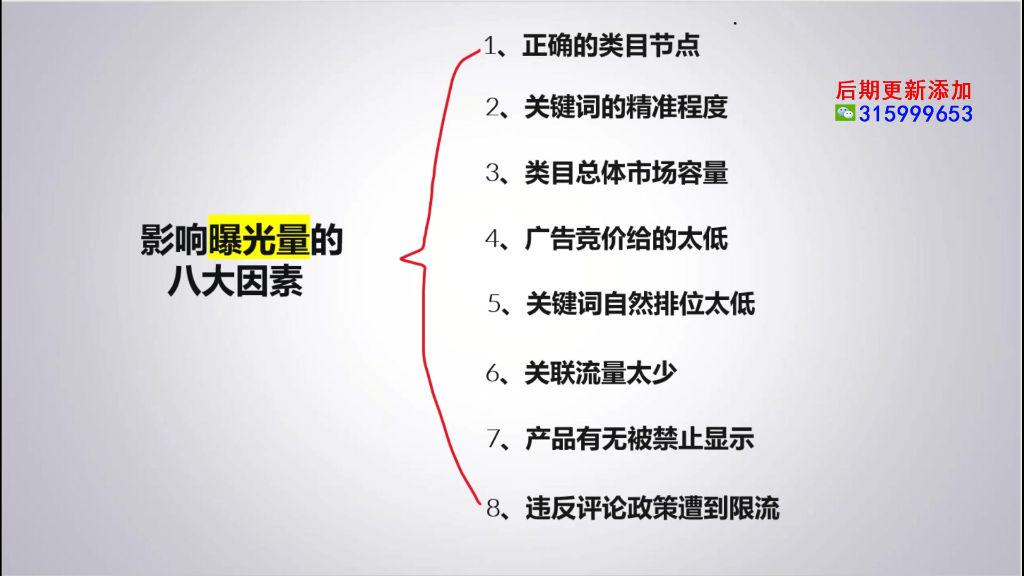 影响曝光量的
八大因素
1、正确的类目节点
2、关键词的精准程度
3、类目总体市场容量
4、广告竞价给的太低
5、关键词自然排位太低
6、关联流量太少
7、产品有无被禁止显示
8、违反评论政策遭到限流
后期更新添加
315999653